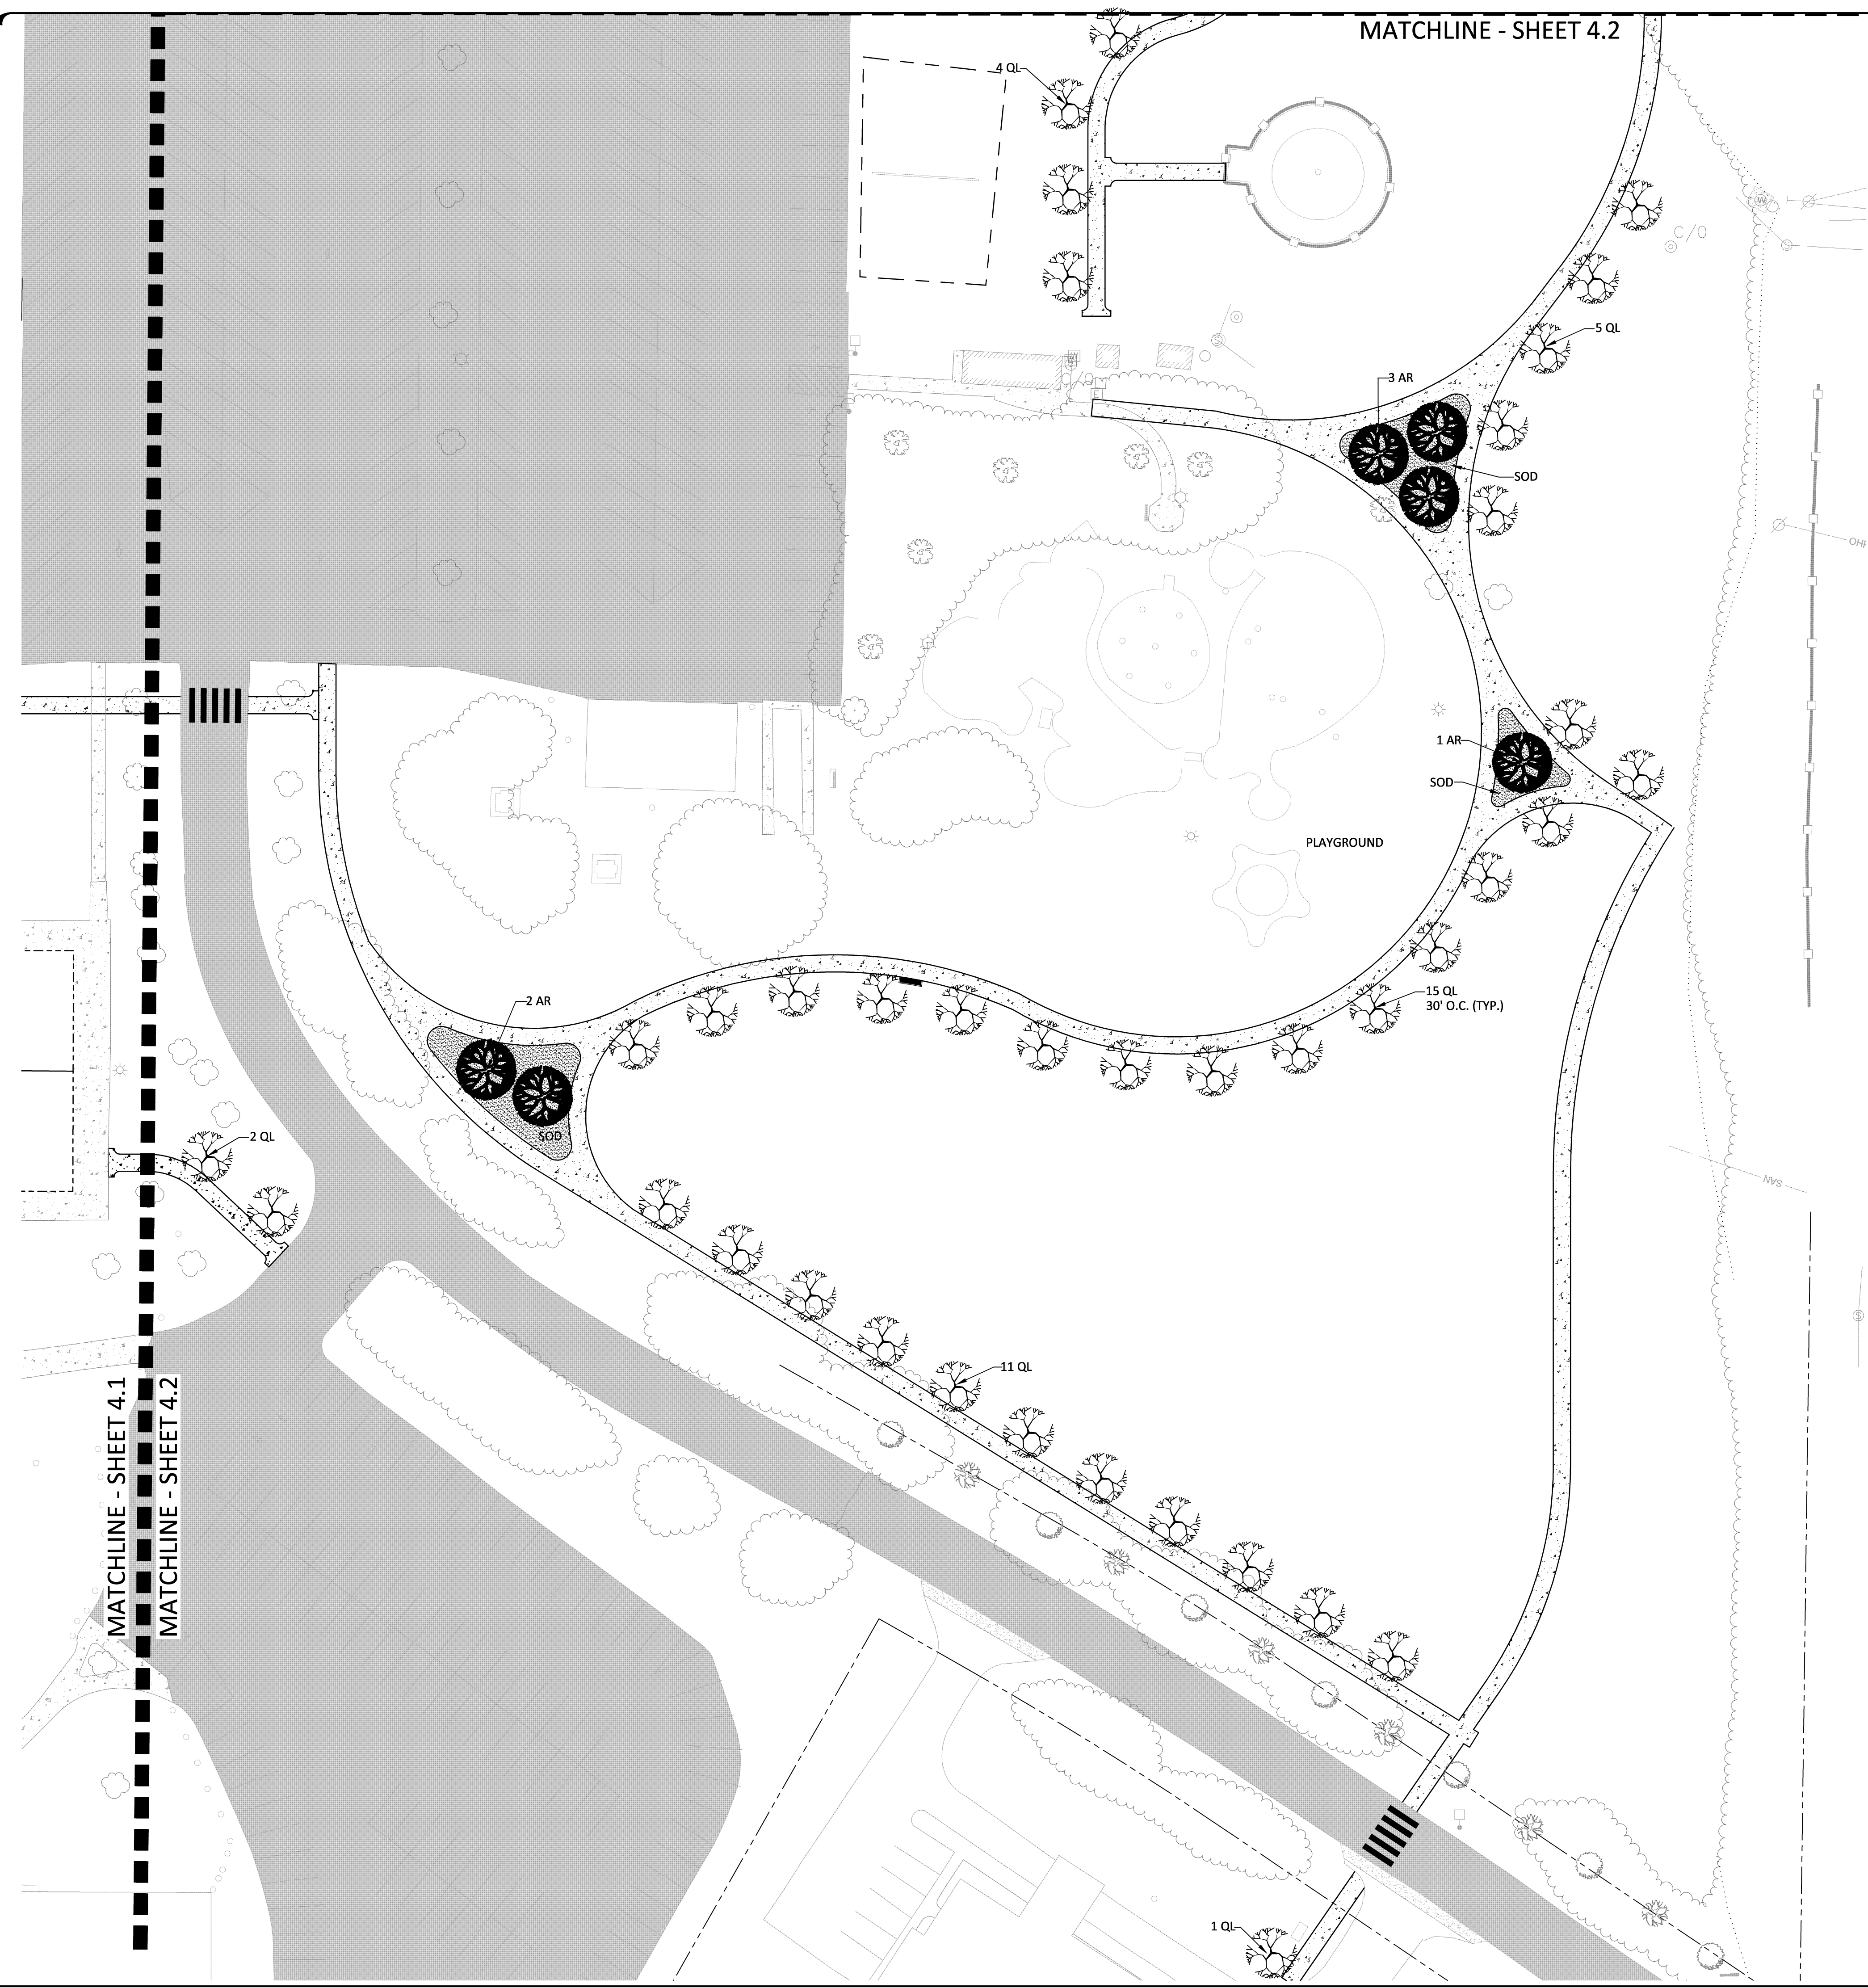 MATCHLINE - SHEET 4.2
4 QL
W
C/O
S
5 QL
3 AR
SOD
OH
1 AR
SOD
PLAYGROUND
15 QL
30' O.C. (TYP.)
2 AR
SOD
2 QL
SAN
S
11 QL
MATCHLINE - SHEET 4.1
MATCHLINE - SHEET 4.2
1 QL